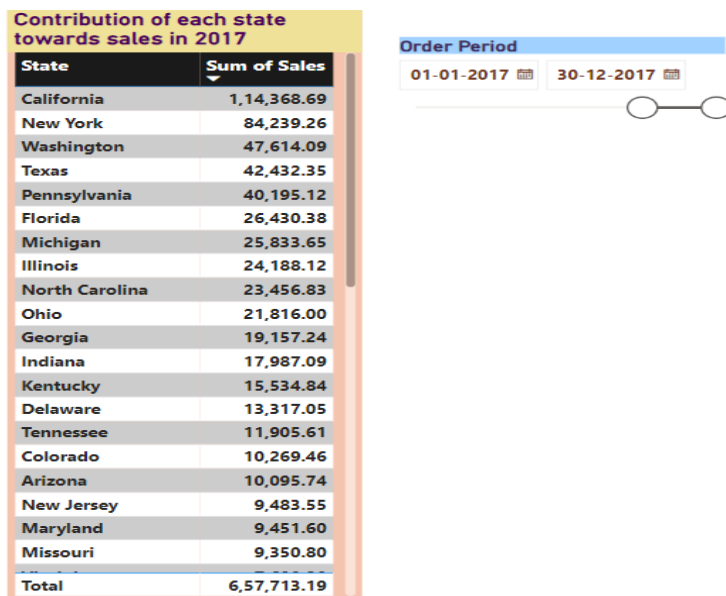 Contribution of each state
towards sales in 2017
State Sum of Sales
California 1,14,368.69
New York 84,239.26
Washington 47,614.09
Texas 42,432.35
Pennsylvania 40,195.12
Florida 26,430.38
Michigan 25,833.65
Illinois 24,188.12
North Carolina 23,456.83
Ohio 21,816.00
Georgia 19,157.24
Indiana 17,987.09
Kentucky 15,534.84
Delaware 13,317.05
Tennessee 11,905.61
Colorado 10,269.46
Arizona 10,095.74
New Jersey 9,483.55
Maryland 9,451.60
Missouri 9,350.80
Total 6,57,713.19
Order Period
01-01-2017 30-12-2017